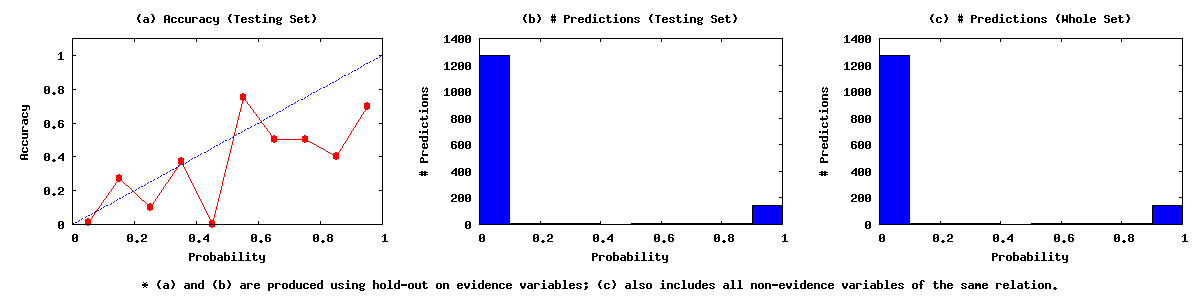 (a) Accuracy (Testing Set)
1
0.8
0.6
0.4
0.2
0
Accuracy
0 0.2 0.4 0.6 0.8 1
Probability
(b) # Predictions (Testing Set)
1400
1200
1000
800
600
400
200
0
# Predictions
0 0.2 0.4 0.6 0.8 1
Probability
(c) # Predictions (Whole Set)
1400
1200
1000
800
600
400
200
0
# Predictions
0 0.2 0.4 0.6 0.8 1
Probability
* (a) and (b) are produced using hold-out on evidence variables; (c) also includes all non-evidence variables of the same relation.